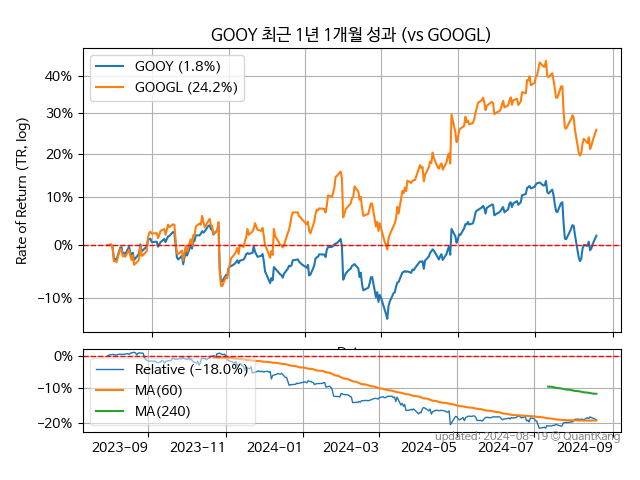 GOOY 최근 1년 1개월 성과 (vs GOOGL)
Rate of Return (TR, log)
40%
30%
20%
10%
0%
−10%
GOOY (1.8%)
GOOGL (24.2%)
0%
−10%
−20%
Relative (−18.0%)
MA(60)
MA(240)
2023−09
2023−11
2024−01
2024−03
2024−05
2024−07
2024−09
updated: 2024−08−19 © QuantKang